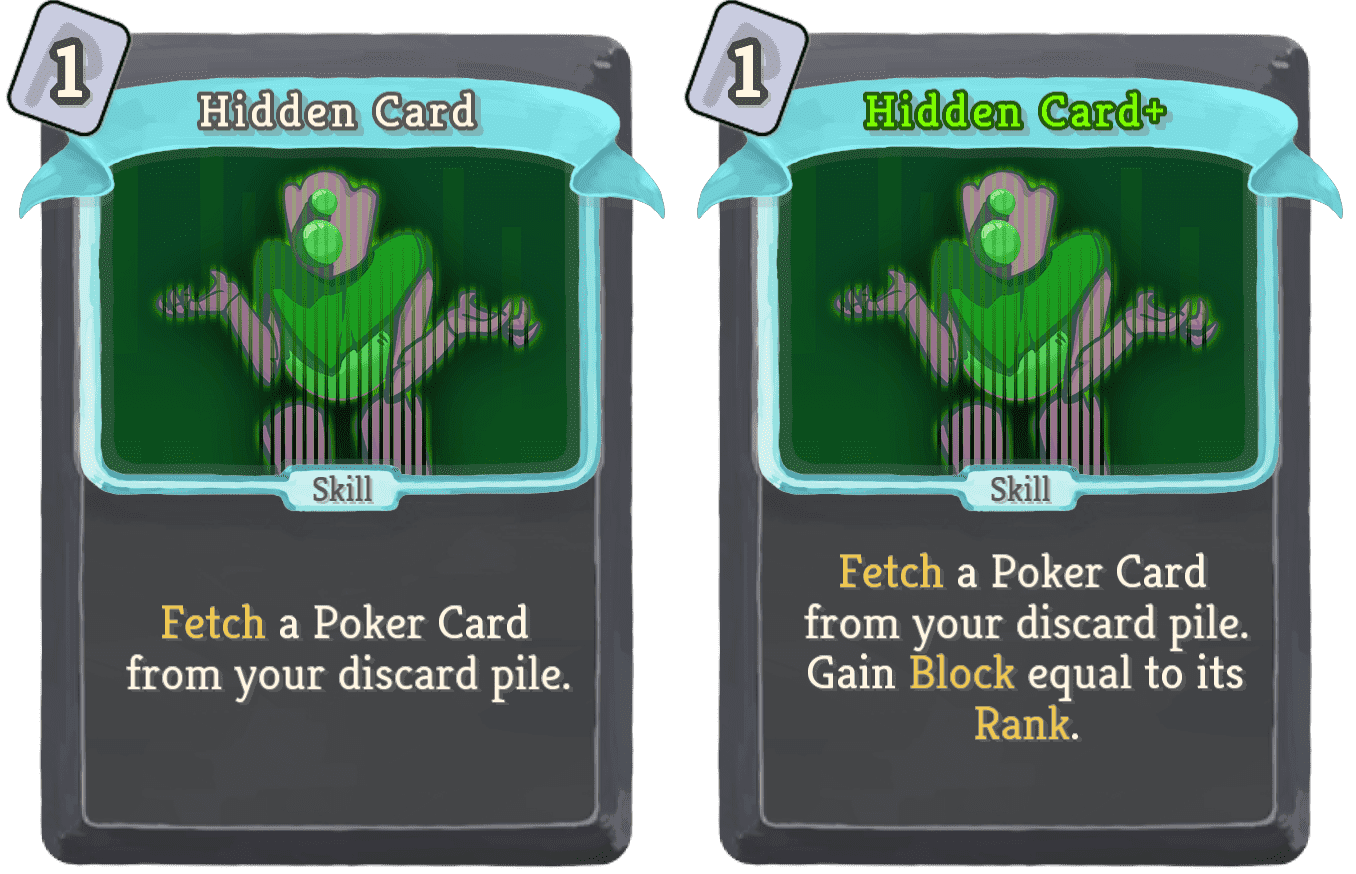 1
Hidden Card
Skill
Fetch a Poker Card
from your discard pile.
1
Hidden Card+
Skill
Fetch a Poker Card
from your discard pile.
Gain Block equal to its
Rank.